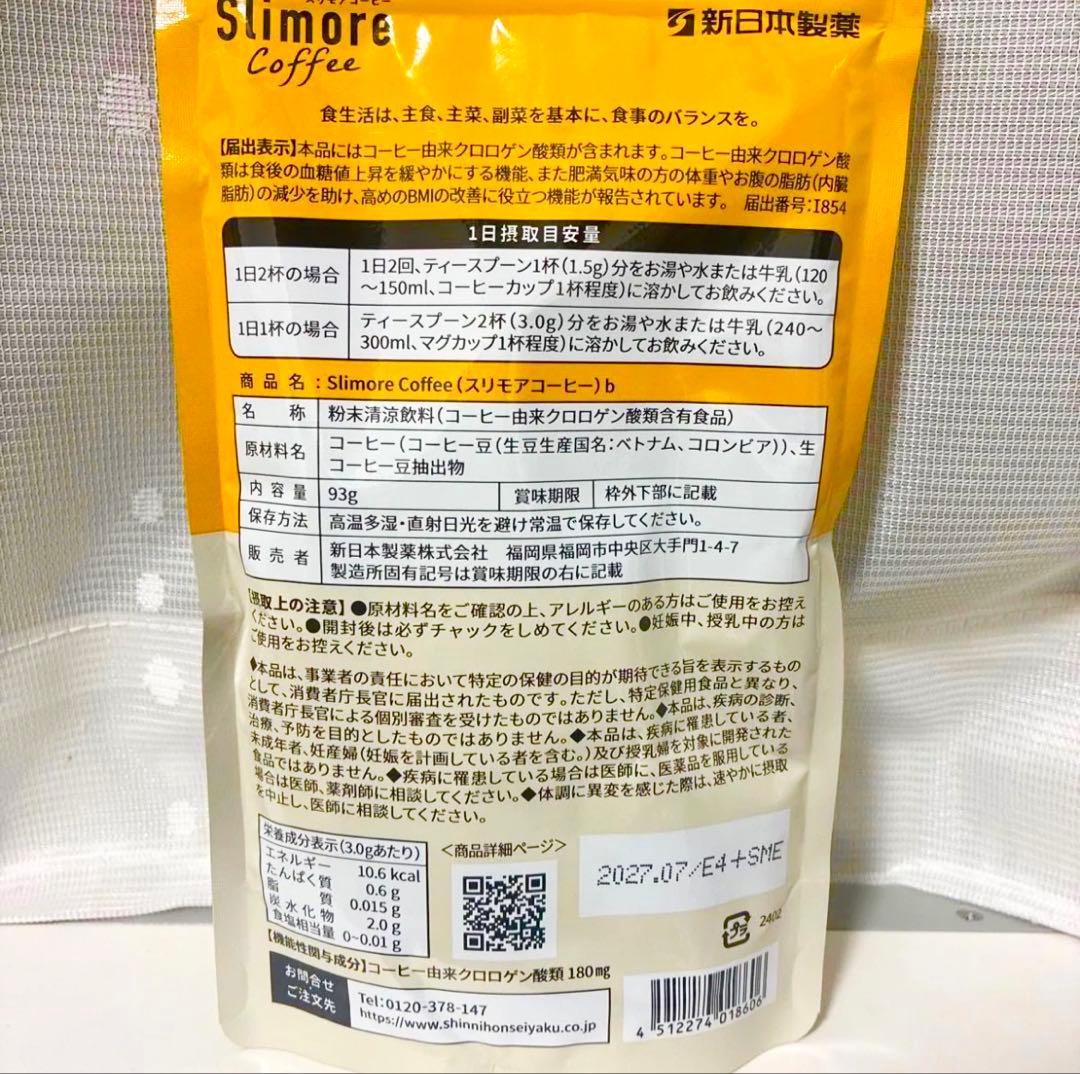 スリモアコーヒー
Slimore
Coffee
新日本製薬
食生活は、主食、主菜、副菜を基本に、食事のバランスを。
【届出表示】本品にはコーヒー由来クロロゲン酸類が含まれます。コーヒー由来クロロゲン酸
類は食後の血糖値上昇を緩やかにする機能、また肥満気味の方の体重やお腹の脂肪(内臓
脂肪)の減少を助け、高めのBMIの改善に役立つ機能が報告されています。 届出番号:I854
1日摂取目安量
1日2杯の場合 1日2回、ティースプーン1杯(1.5g)分をお湯や水または牛乳(120
～150ml、コーヒーカップ1杯程度)に溶かしてお飲みください。
1日1杯の場合 ティースプーン2杯(3.0g)分をお湯や水または牛乳(240～
300ml、マグカップ1杯程度)に溶かしてお飲みください。
商品名:Slimore Coffee(スリモアコーヒー)b
名称 粉末清涼飲料(コーヒー由来クロロゲン酸類含有食品)
原材料名 コーヒー(コーヒー豆(生豆生産国名:ベトナム、コロンビア))、生
コーヒー豆抽出物
内容量 93g 賞味期限 枠外下部に記載
保存方法 高温多湿・直射日光を避け常温で保存してください。
販売者 新日本製薬株式会社 福岡県福岡市中央区大手門1-4-7
製造所固有記号は賞味期限の右に記載
【摂取上の注意】●原材料名をご確認の上、アレルギーのある方はご使用をお控え
ください。●開封後は必ずチャックをしめてください。●妊娠中、授乳中の方は
ご使用をお控えください。
◆本品は、事業者の責任において特定の保健の目的が期待できる旨を表示するもの
として、消費者庁長官に届出されたものです。ただし、特定保健用食品と異なり、
消費者庁長官による個別審査を受けたものではありません。◆本品は、疾病の診断、
治療、予防を目的としたものではありません。◆本品は、疾病に罹患している者、
未成年者、妊産婦(妊娠を計画している者を含む。)及び授乳婦を対象に開発された
食品ではありません。◆疾病に罹患している場合は医師に、医薬品を服用している
場合は医師、薬剤師に相談してください。◆体調に異変を感じた際は、速やかに摂取
を中止し、医師に相談してください。
栄養成分表示(3.0gあたり)
エネルギー 10.6 kcal
たんぱく質 0.6 g
脂質 0.015 g
炭水化物 2.0 g
食塩相当量 0~0.01 g
＜商品詳細ページ＞
2027.07/E4+SME
プラ
2402
【機能性関与成分】コーヒー由来クロロゲン酸類 180mg
お問合せ
ご注文先
Tel:0120-378-147
https://www.shinnihonseiyaku.co.jp
4 512274 018606